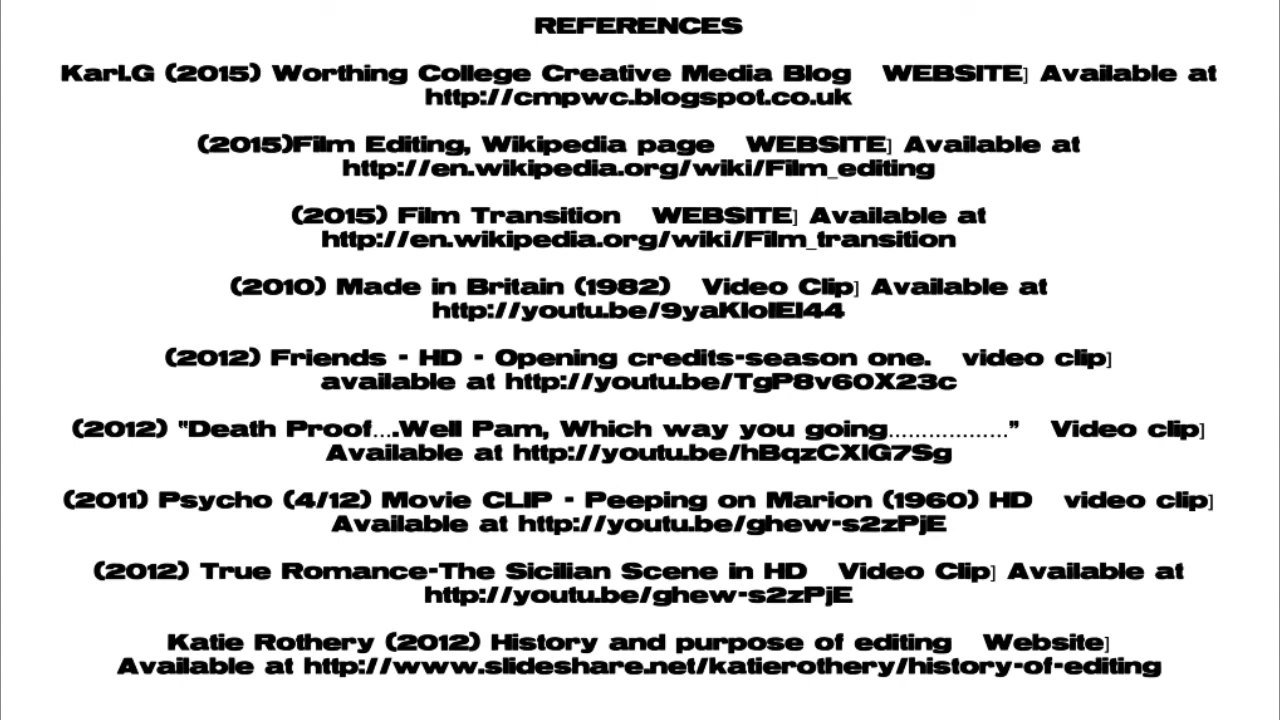 REFERENCES
KarLG (2015) Worthing College Creative Media Blog WEBSITE] Available at
http://cmpwc.blogspot.co.uk
(2015)Film Editing, Wikipedia page WEBSITE] Available at
http://en.wikipedia.org/wiki/Film_editing
(2015) Film Transition WEBSITE] Available at
http://en.wikipedia.org/wiki/Film_transition
(2010) Made in Britain (1982) Video Clip] Available at
http://youtu.be/9yaKloIEI44
(2012) Friends - HD - Opening credits-season one. video clip]
available at http://youtu.be/TgP8v60X23c
(2012) "Death Proof....Well Pam, Which way you going.................." Video clip]
Available at http://youtu.be/hBqzCXlG7Sg
(2011) Psycho (4/12) Movie CLIP - Peeping on Marion (1960) HD video clip]
Available at http://youtu.be/ghew-s2zPjE
(2012) True Romance-The Sicilian Scene in HD Video Clip] Available at
http://youtu.be/ghew-s2zPjE
Katie Rothery (2012) History and purpose of editing Website]
Available at http://www.slideshare.net/katierothery/history-of-editing